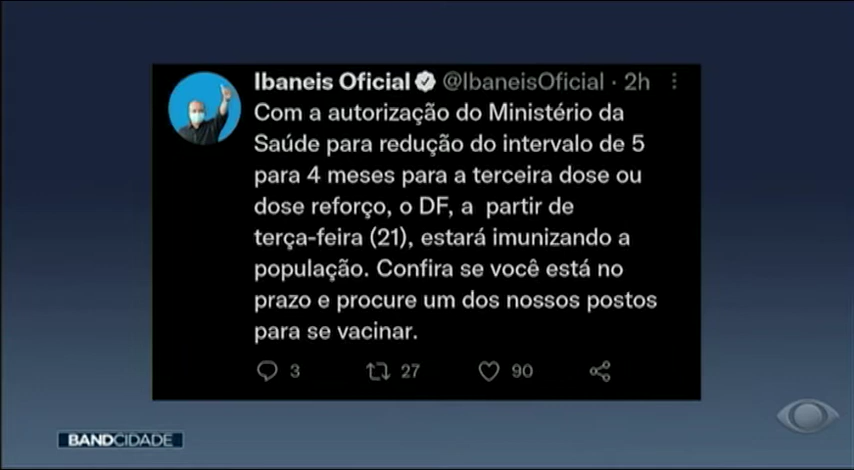 Ibaneis Oficial @IbaneisOficial · 2h
Com a autorização do Ministério da
Saúde para redução do intervalo de 5
para 4 meses para a terceira dose ou
dose reforço, o DF, a partir de
terça-feira (21), estará imunizando a
população. Confira se você está no
prazo e procure um dos nossos postos
para se vacinar.
3 27 90
BANDCIDADE